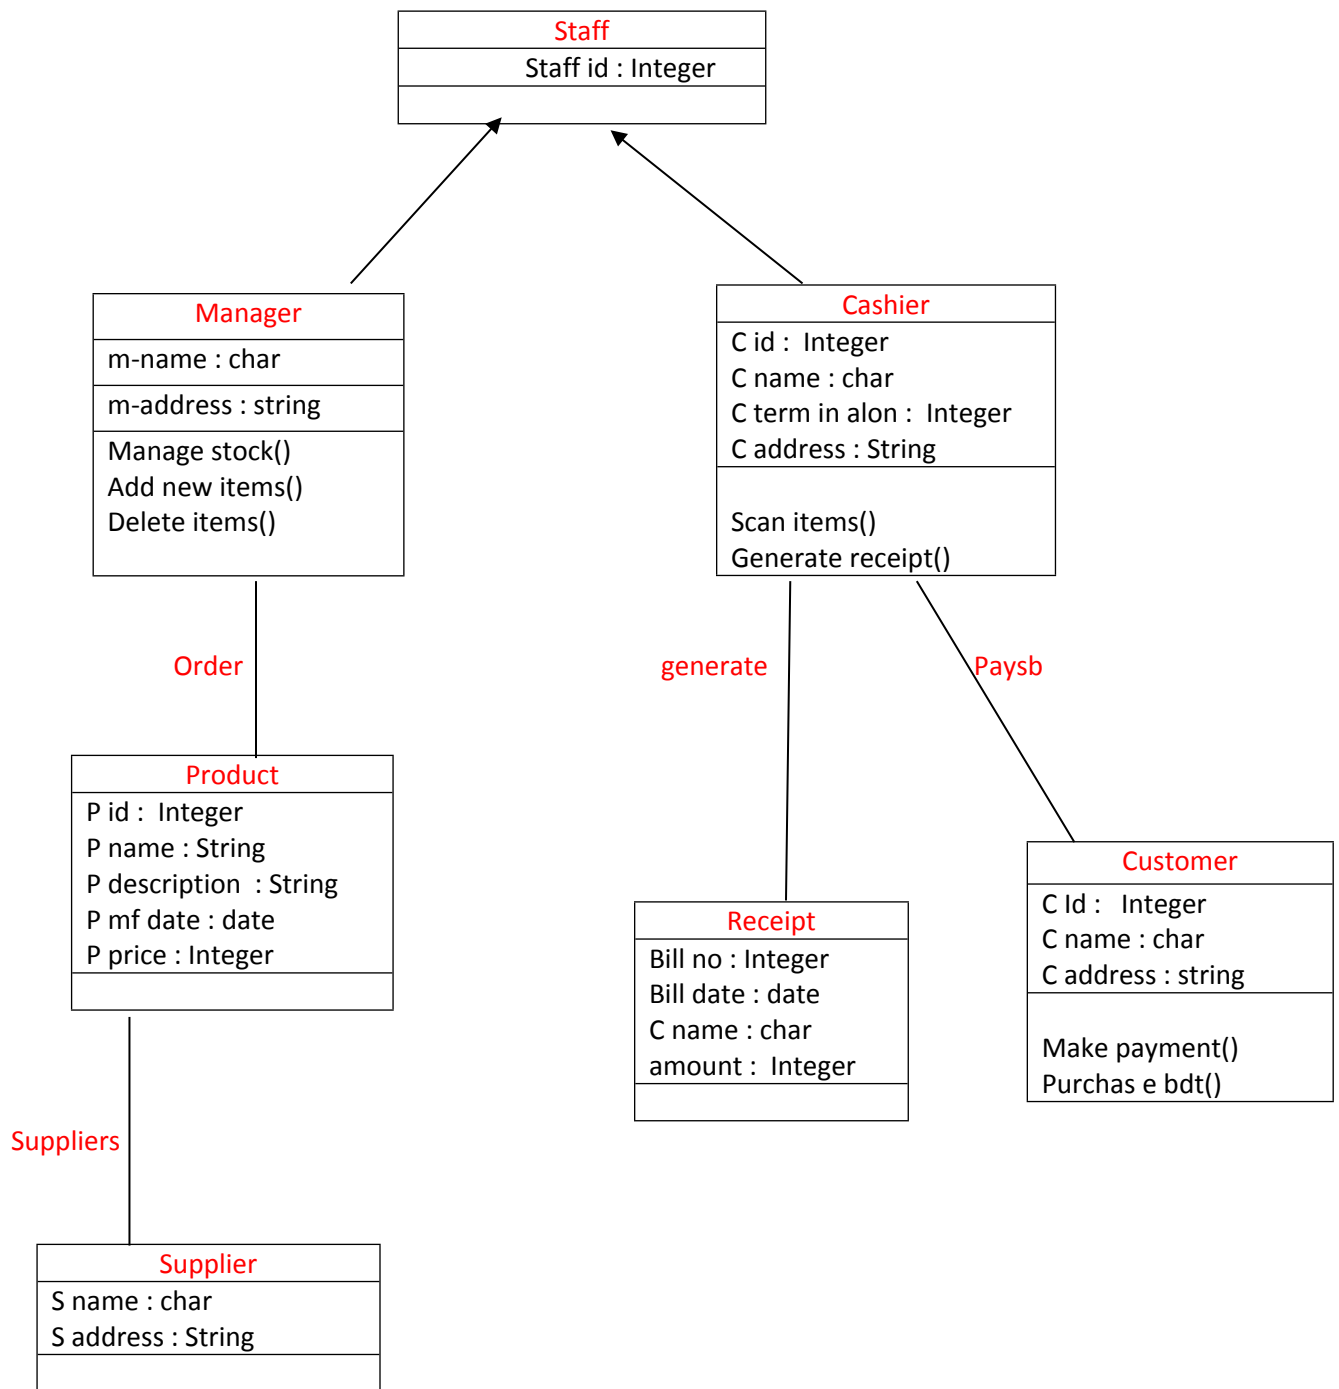 Staff
Staff id : Integer
Manager
m-name : char
m-address : string
Manage stock()
Add new items()
Delete items()
Cashier
C id :  Integer
C name : char
C term in alon :  Integer
C address : String
Scan items()
Generate receipt()
Order
generate
Paysb
Product
P id :  Integer
P name : String
P description  : String
P mf date : date
P price : Integer
Receipt
Bill no : Integer
Bill date : date
C name : char
amount :  Integer
Customer
C Id :   Integer
C name : char
C address : string
Make payment()
Purchas e bdt()
Suppliers
Supplier
S name : char
S address : String